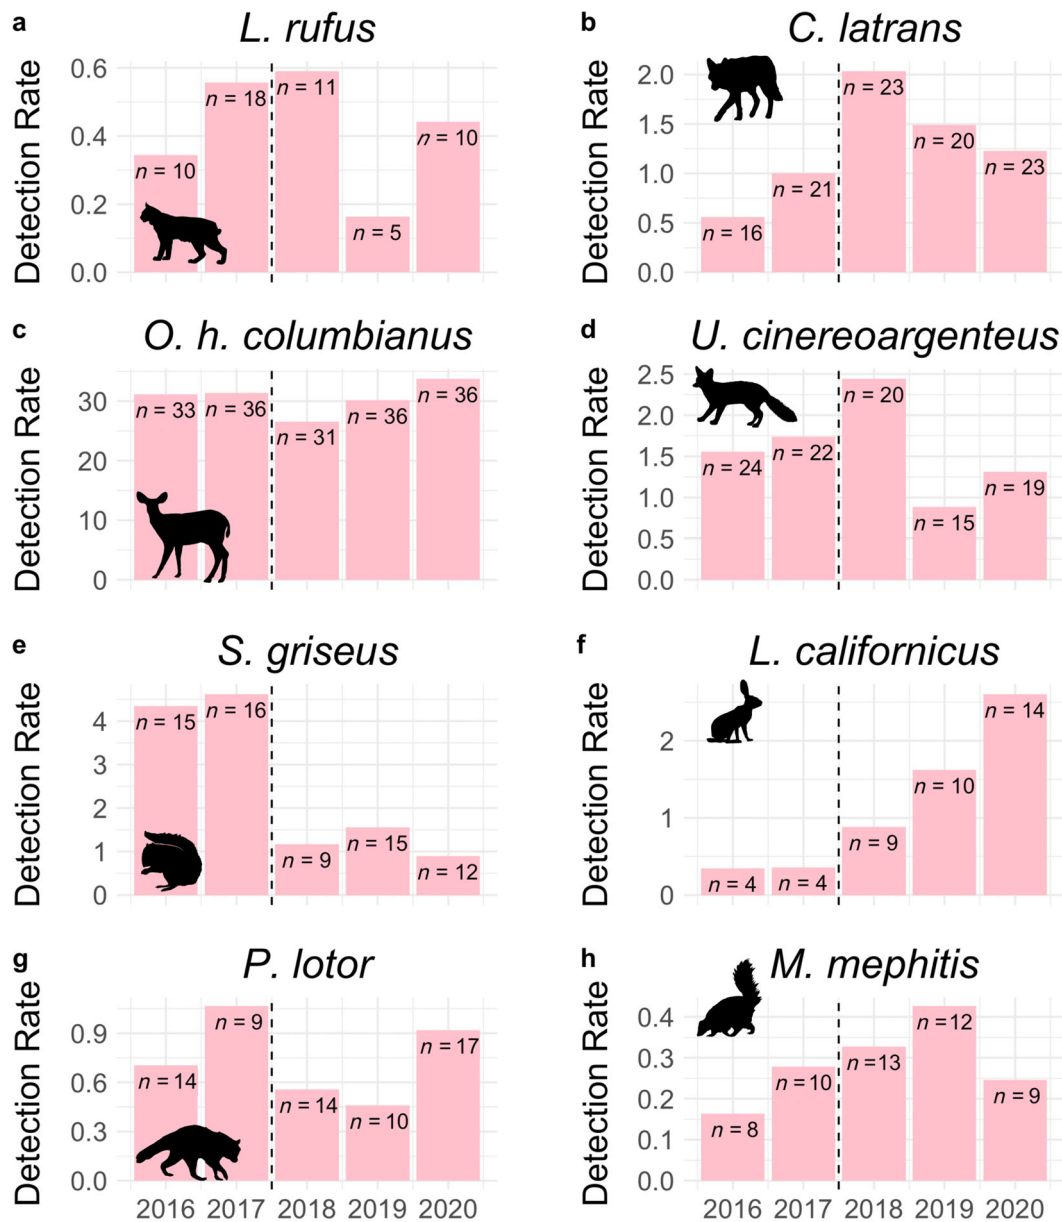 a L. rufus
Detection Rate
0.6
0.4
0.2
0.0
n = 10
n = 18
n = 11
n = 5
n = 10
b C. latrans
Detection Rate
2.0
1.5
1.0
0.5
0.0
n = 16
n = 21
n = 23
n = 20
n = 23
c O. h. columbianus
Detection Rate
30
20
10
0
n = 33
n = 36
n = 31
n = 36
n = 36
d U. cinereoargenteus
Detection Rate
2.5
2.0
1.5
1.0
0.5
0.0
n = 24
n = 22
n = 20
n = 15
n = 19
e S. griseus
Detection Rate
4
3
2
1
0
n = 15
n = 16
n = 9
n = 15
n = 12
f L. californicus
Detection Rate
2
1
0
n = 4
n = 4
n = 9
n = 10
n = 14
g P. lotor
Detection Rate
0.9
0.6
0.3
0.0
n = 14
n = 9
n = 14
n = 10
n = 17
2016 2017 2018 2019 2020
h M. mephitis
Detection Rate
0.4
0.3
0.2
0.1
0.0
n = 8
n = 10
n =13
n = 12
n = 9
2016 2017 2018 2019 2020